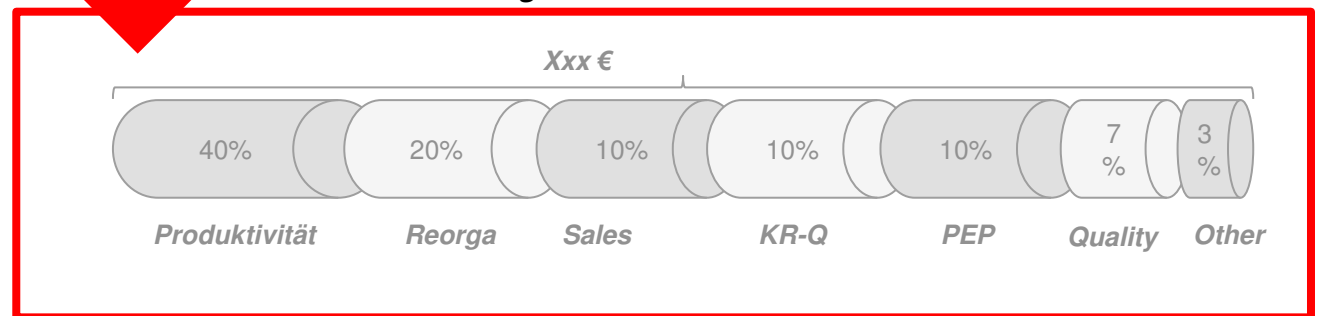 Xxx €
40% 20% 10% 10% 10% 7 % 3 %
Produktivität Reorga Sales KR-Q PEP Quality Other